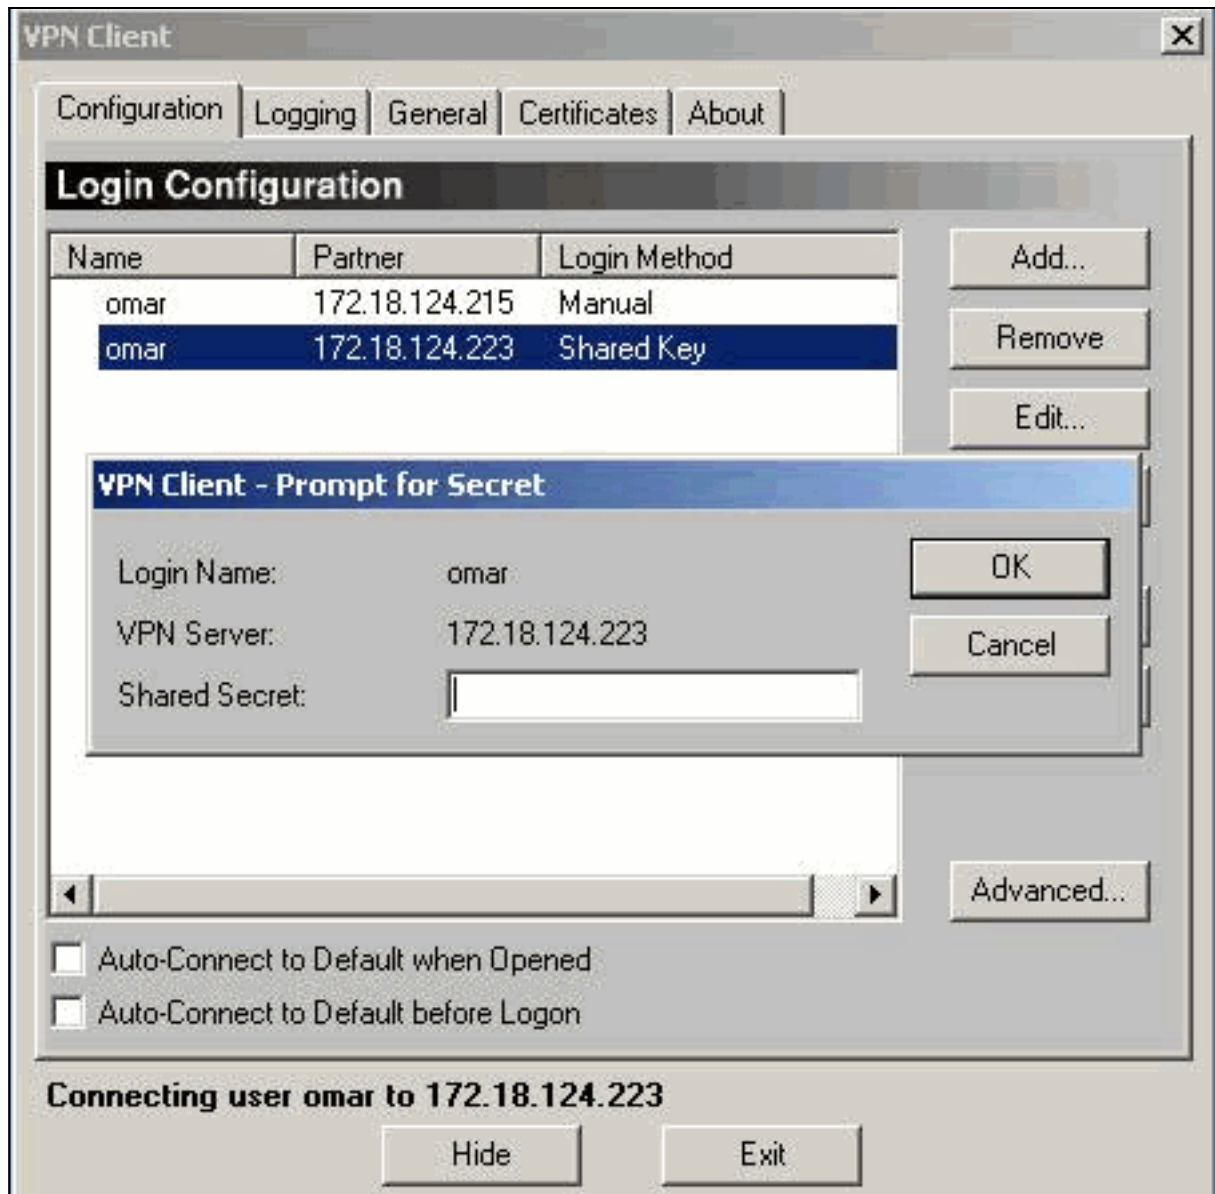 VPN Client
Configuration Logging General Certificates About
Login Configuration
Name Partner Login Method
omar 172.18.124.215 Manual
omar 172.18.124.223 Shared Key
Add...
Remove
Edit...
VPN Client - Prompt for Secret
Login Name: omar
VPN Server: 172.18.124.223
Shared Secret:
OK
Cancel
Advanced...
Auto-Connect to Default when Opened
Auto-Connect to Default before Logon
Connecting user omar to 172.18.124.223
Hide Exit